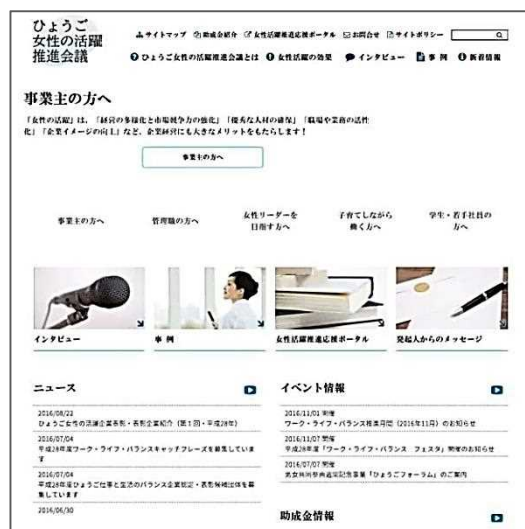 ひょうご
女性の活躍
推進会議
サイトマップ 助成金紹介 女性活躍推進応援ポータル お問合せ サイトポリシー
ひょうご女性の活躍推進会議とは 女性活躍の効果 インタビュー 事 例 新着情報
事業主の方へ
「女性の活躍」は、「経営の多様化と市場競争力の強化」「優秀な人材の確保」「職場や業務の活性
化」「企業イメージの向上」など、企業経営にも大きなメリットをもたらします！
事業主の方へ
事業主の方へ
管理職の方へ
女性リーダーを
目指す方へ
子育てしながら
働く方へ
学生・若手社員の
方へ
インタビュー
事 例
女性活躍推進応援ポータル
発起人からのメッセージ
ニュース
2016/08/22
ひょうご女性の活躍企業表彰・表彰企業紹介（第1回・平成28年）
2016/07/04
平成28年度ワーク・ライフ・バランスキャッチフレーズを募集していま
す
2016/07/04
平成28年度ひょうご仕事と生活のバランス企業認定・表彰候補団体を募
集しています
2016/06/30
イベント情報
2016/11/01 開催
ワーク・ライフ・バランス推進月間（2016年11月）のお知らせ
2016/11/07 開催
平成28年度「ワーク・ライフ・バランス フェスタ」開催のお知らせ
2016/07/07 開催
男女共同参画週間記念事業「ひょうごフォーラム」のご案内
助成金情報